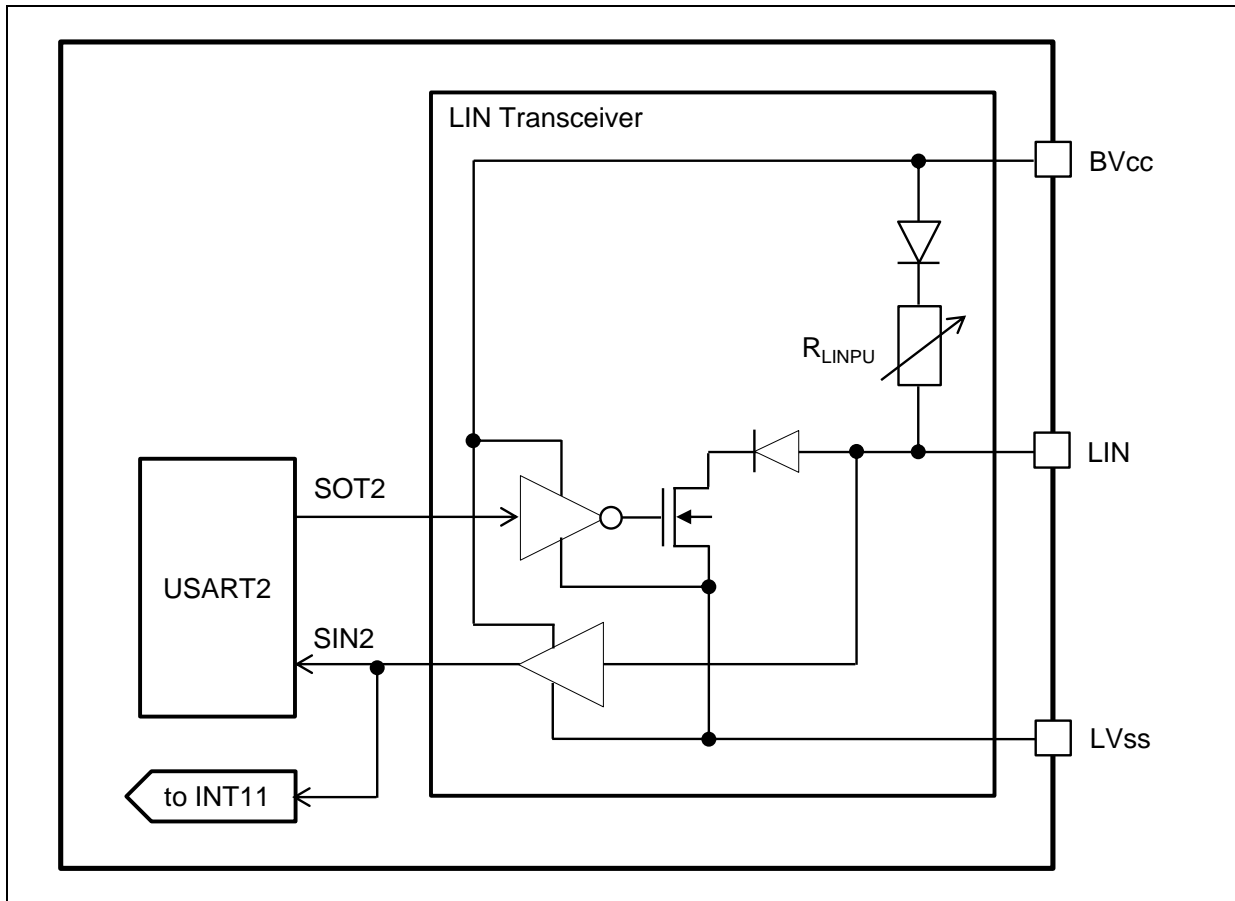 LIN Transceiver
BVcc
RLINPU
LIN
SOT2
USART2
SIN2
LVss
to INT11